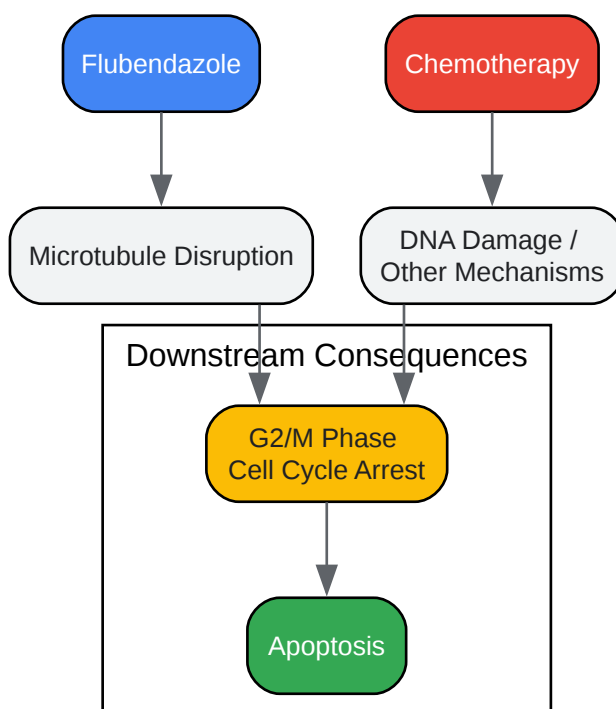 Flubendazole
Chemotherapy
Microtubule Disruption
DNA Damage /
Other Mechanisms
Downstream Consequences
G2/M Phase
Cell Cycle Arrest
Apoptosis